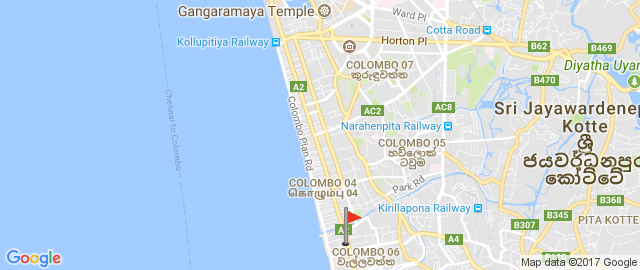 Gangaramaya Temple
Ward Pl
Cotta Road
Kollupitiya Railway
Horton Pl
B62
B469
COLOMBO 07
කුරුඳුවත්ත
Diyatha Uyan
B470
A2
Chennai to Colombo
Colombo Plan Rd
AC2
AC8
Sri Jayawardenep
Kotte
ශ්‍රී
ජයවර්ධනපුර
කෝට්ටේ
Narahenpita Railway
COLOMBO 05
හැව්ලොක්
ටවුම
COLOMBO 04
கொழும்பு 04
Park Rd
Kirillapona Railway
B368
B345
PITA KOTTE
B307
A4
COLOMBO 06
වැල්ලවත්ත
Google
Map data ©2017 Google